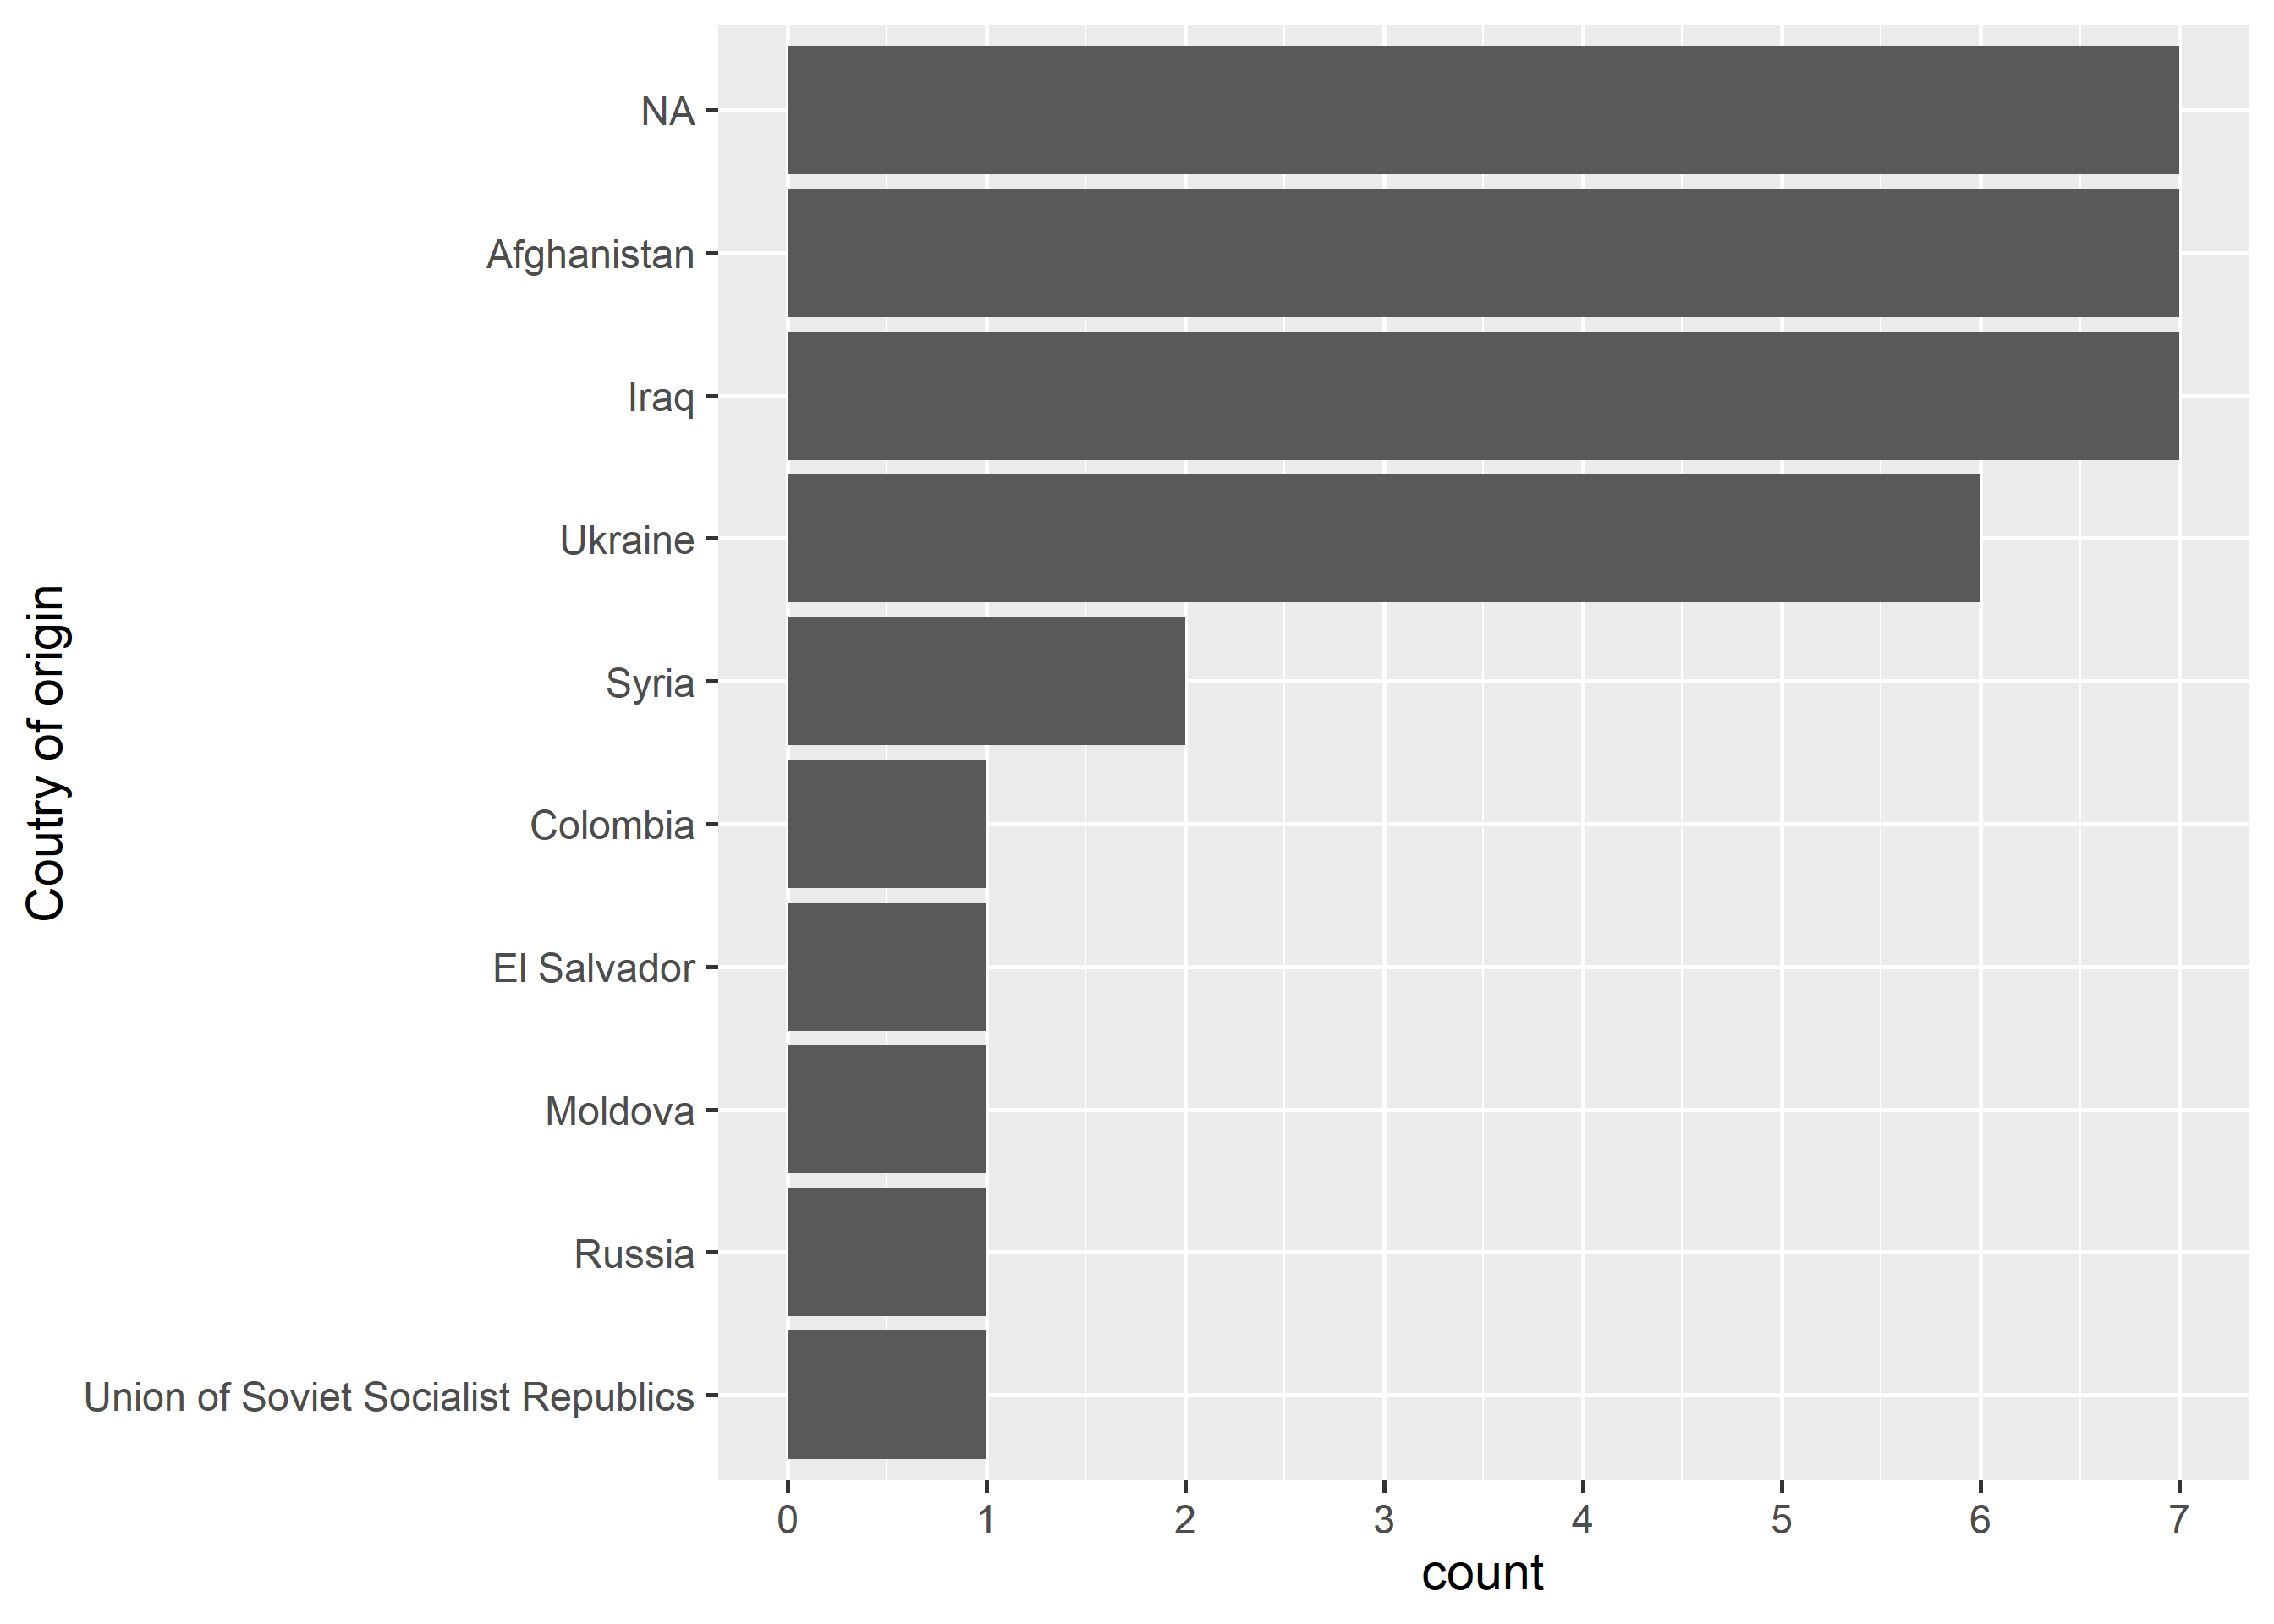 NA
Afghanistan
Iraq
Ukraine
Syria
Colombia
El Salvador
Moldova
Russia
Union of Soviet Socialist Republics
Coutry of origin
0 1 2 3 4 5 6 7
count